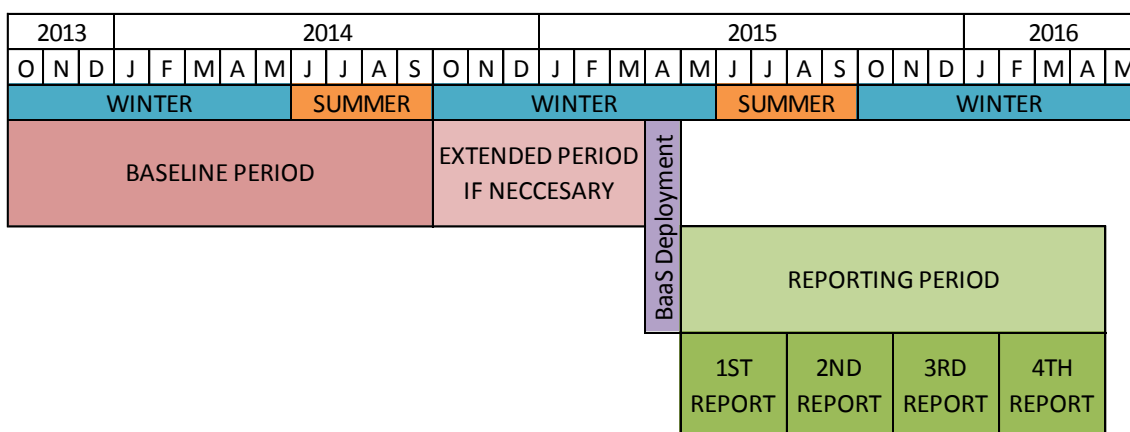 2013 2014 2015 2016
O N D J F M A M J J A S O N D J F M A M J J A S O N D J F M A M
WINTER SUMMER WINTER SUMMER WINTER
BASELINE PERIOD
EXTENDED PERIOD
IF NECCESARY
BaaS Deployment
REPORTING PERIOD
1ST
REPORT
2ND
REPORT
3RD
REPORT
4TH
REPORT